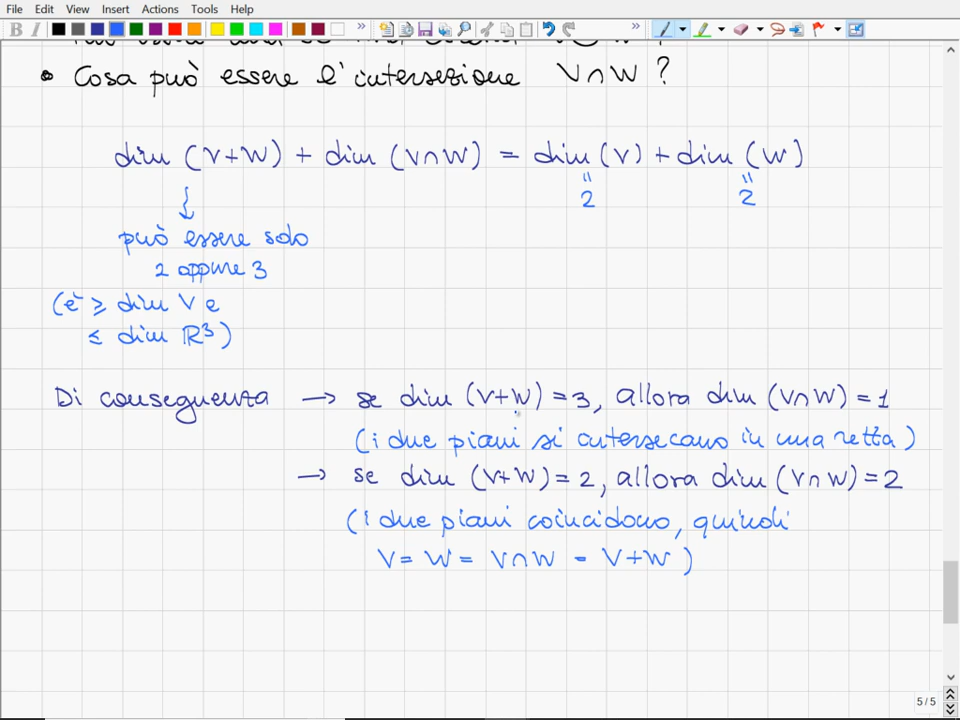 File Edit View Insert Actions Tools Help
B I
• Cosa può essere l'intersezione V∩W ?
dim (V+W) + dim (V∩W) = dim (V) + dim (W)
" "
2 2
può essere solo
2 oppure 3
(è ≥ dim V e
≤ dim ℝ³)
Di conseguenza → se dim (V+W) = 3, allora dim (V∩W) = 1
(i due piani si intersecano in una retta)
→ se dim (V+W) = 2, allora dim (V∩W) = 2
(i due piani coincidono, quindi
V = W = V∩W = V+W)
5 / 5